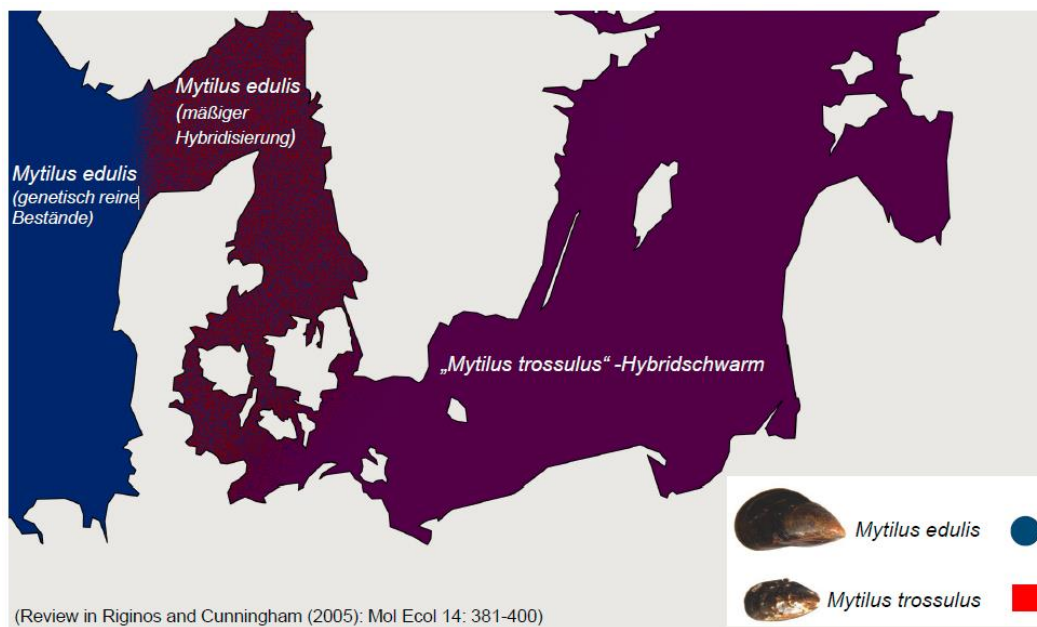 Mytilus edulis
(mäßiger
Hybridisierung)
Mytilus edulis
(genetisch reine
Bestände)
„Mytilus trossulus“ -Hybridschwarm
Mytilus edulis
Mytilus trossulus
(Review in Riginos and Cunningham (2005): Mol Ecol 14: 381-400)